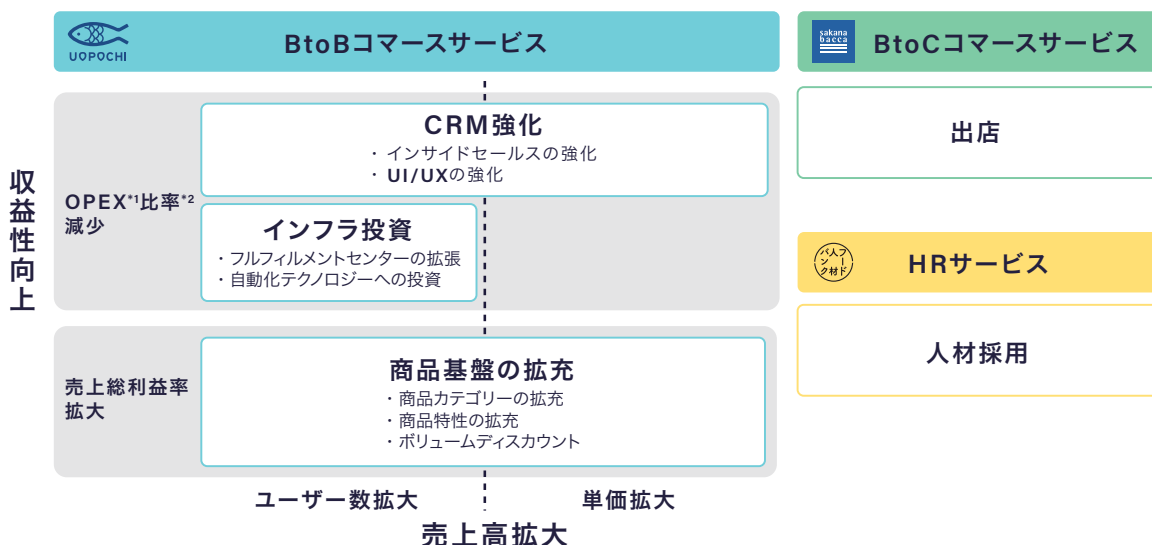 UOPOCHI
BtoBコマースサービス
収益性向上
OPEX*1比率*2
減少
CRM強化
・インサイドセールスの強化
・UI/UXの強化
インフラ投資
・フルフィルメントセンターの拡張
・自動化テクノロジーへの投資
売上総利益率
拡大
商品基盤の拡充
・商品カテゴリーの拡充
・商品特性の拡充
・ボリュームディスカウント
ユーザー数拡大
単価拡大
売上高拡大
sakana
bacca
BtoCコマースサービス
出店
フード
人材
バンク
HRサービス
人材採用